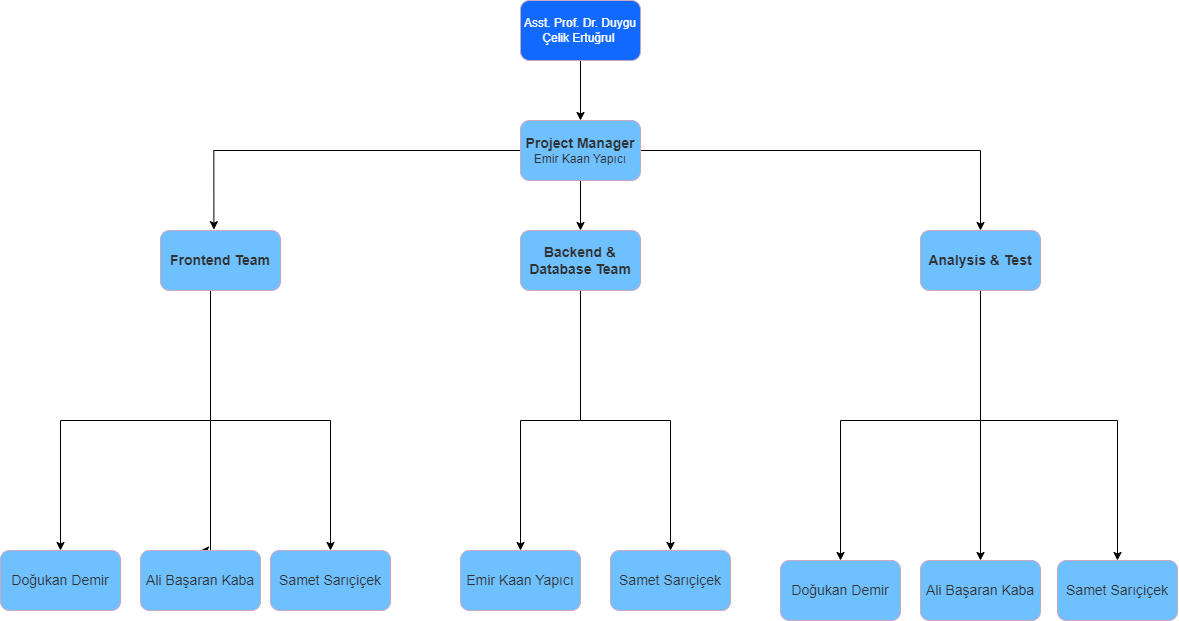 Asst. Prof. Dr. Duygu
Çelik Ertuğrul
Project Manager
Emir Kaan Yapıcı
Frontend Team
Backend &
Database Team
Analysis & Test
Doğukan Demir
Ali Başaran Kaba
Samet Sarıçiçek
Emir Kaan Yapıcı
Samet Sarıçiçek
Doğukan Demir
Ali Başaran Kaba
Samet Sarıçiçek